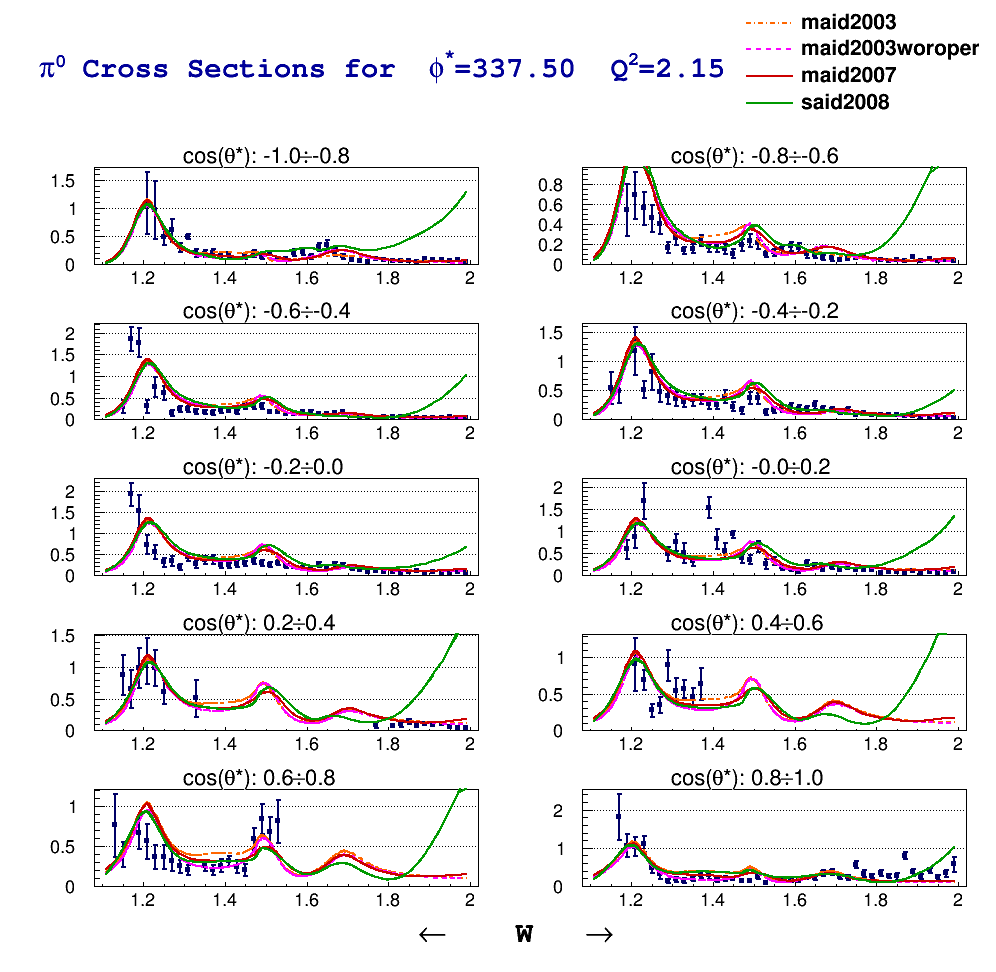 maid2003
maid2003woroper
maid2007
said2008
π⁰ Cross Sections for ϕ*=337.50 Q²=2.15
cos(θ*): -1.0÷-0.8
1.5
1
0.5
0
1.2 1.4 1.6 1.8 2
cos(θ*): -0.8÷-0.6
0.8
0.6
0.4
0.2
0
1.2 1.4 1.6 1.8 2
cos(θ*): -0.6÷-0.4
2
1.5
1
0.5
0
1.2 1.4 1.6 1.8 2
cos(θ*): -0.4÷-0.2
1.5
1
0.5
0
1.2 1.4 1.6 1.8 2
cos(θ*): -0.2÷0.0
2
1.5
1
0.5
0
1.2 1.4 1.6 1.8 2
cos(θ*): -0.0÷0.2
2
1.5
1
0.5
0
1.2 1.4 1.6 1.8 2
cos(θ*): 0.2÷0.4
1.5
1
0.5
0
1.2 1.4 1.6 1.8 2
cos(θ*): 0.4÷0.6
1
0.5
0
1.2 1.4 1.6 1.8 2
cos(θ*): 0.6÷0.8
1
0.5
0
1.2 1.4 1.6 1.8 2
cos(θ*): 0.8÷1.0
2
1
0
1.2 1.4 1.6 1.8 2
← W →